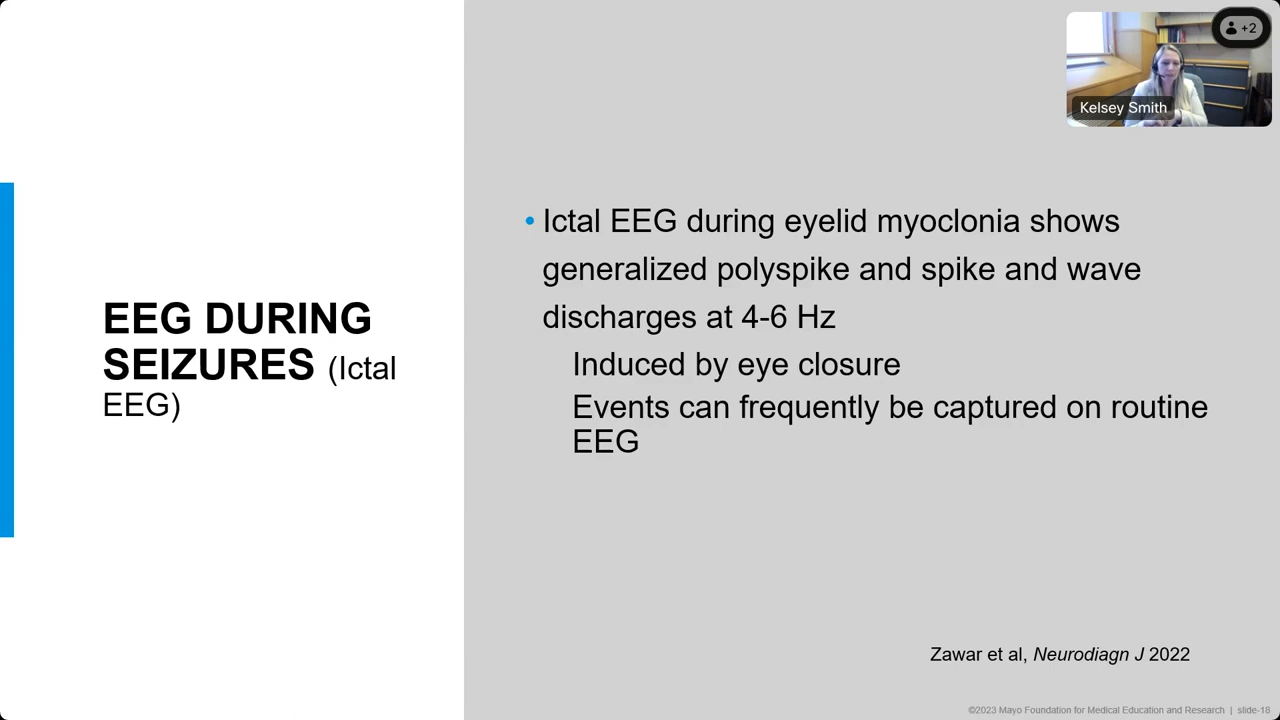 +2
Kelsey Smith
EEG DURING
SEIZURES (Ictal
EEG)
• Ictal EEG during eyelid myoclonia shows
generalized polyspike and spike and wave
discharges at 4-6 Hz
Induced by eye closure
Events can frequently be captured on routine
EEG
Zawar et al, Neurodiagn J 2022
©2023 Mayo Foundation for Medical Education and Research | slide-18